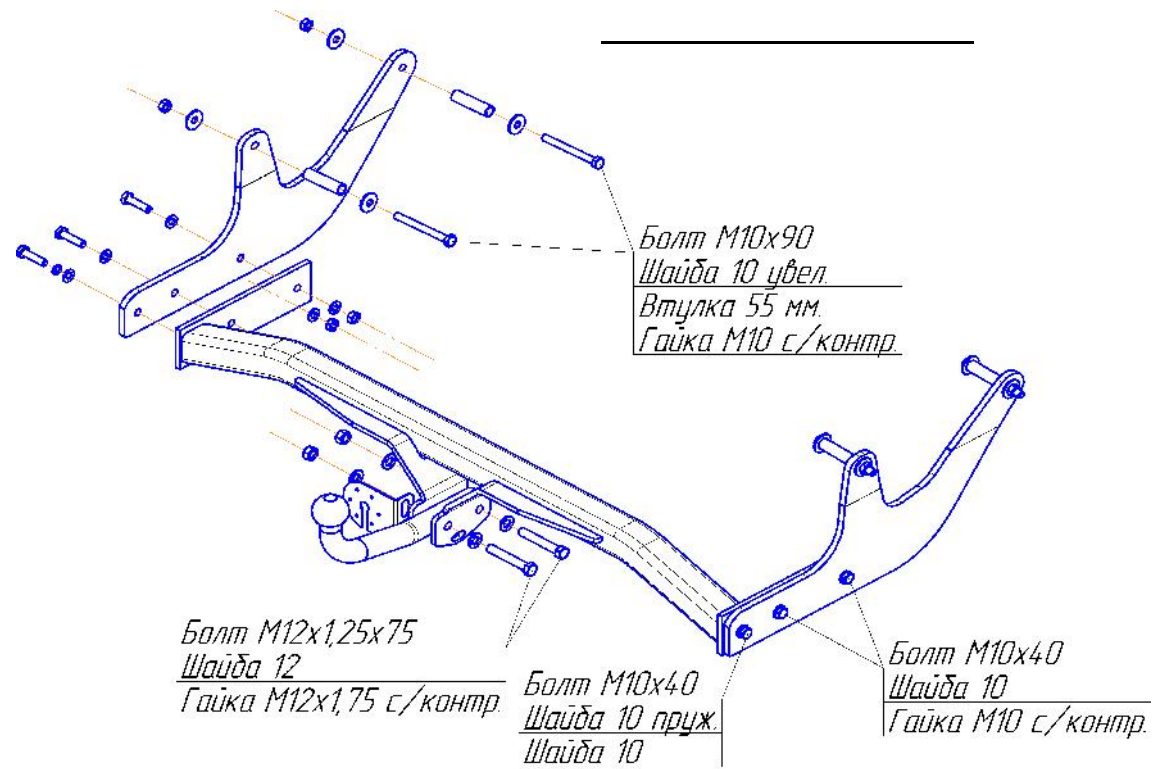 Болт М10х90
Шайба 10 увел.
Втулка 55 мм.
Гайка М10 с/контр.
Болт М12х1,25х75
Шайба 12
Гайка М12х1,75 с/контр.
Болт М10х40
Шайба 10 пруж.
Шайба 10
Болт М10х40
Шайба 10
Гайка М10 с/контр.